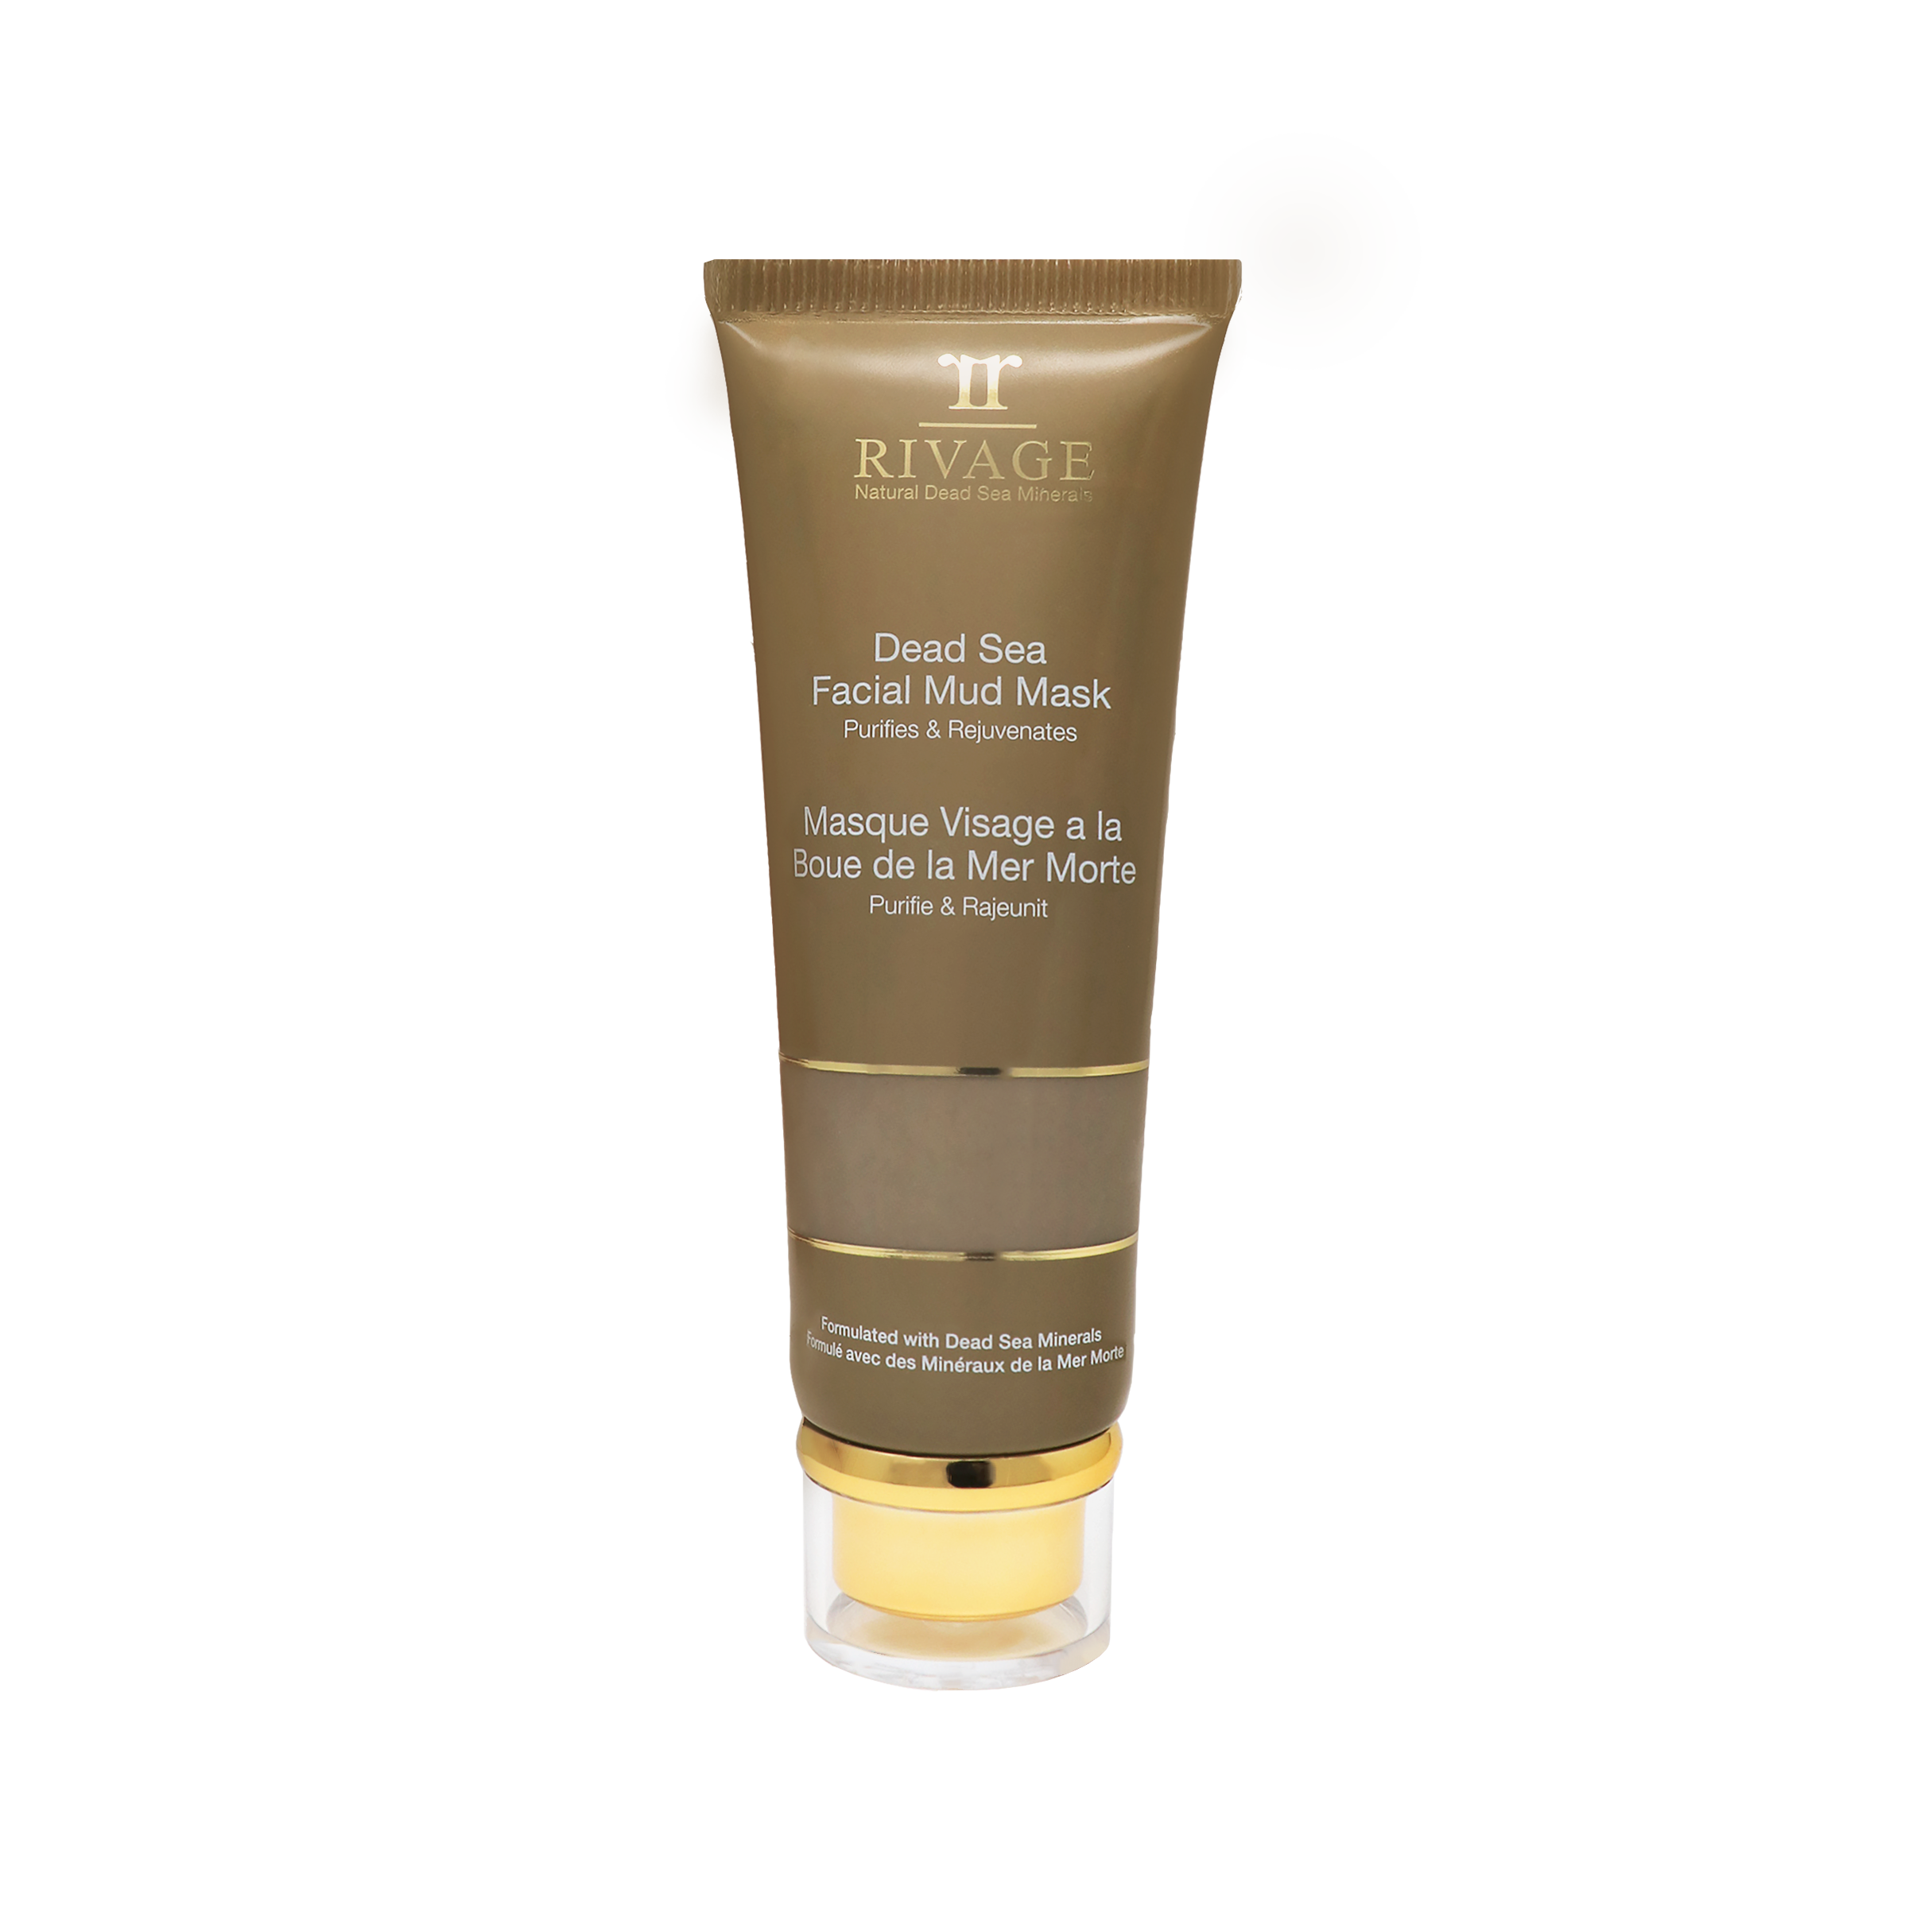 RIVAGE
Natural Dead Sea Minerals
Dead Sea
Facial Mud Mask
Purifies & Rejuvenates
Masque Visage a la
Boue de la Mer Morte
Purifie & Rajeunit
Formulated with Dead Sea Minerals
Formulé avec des Minéraux de la Mer Morte